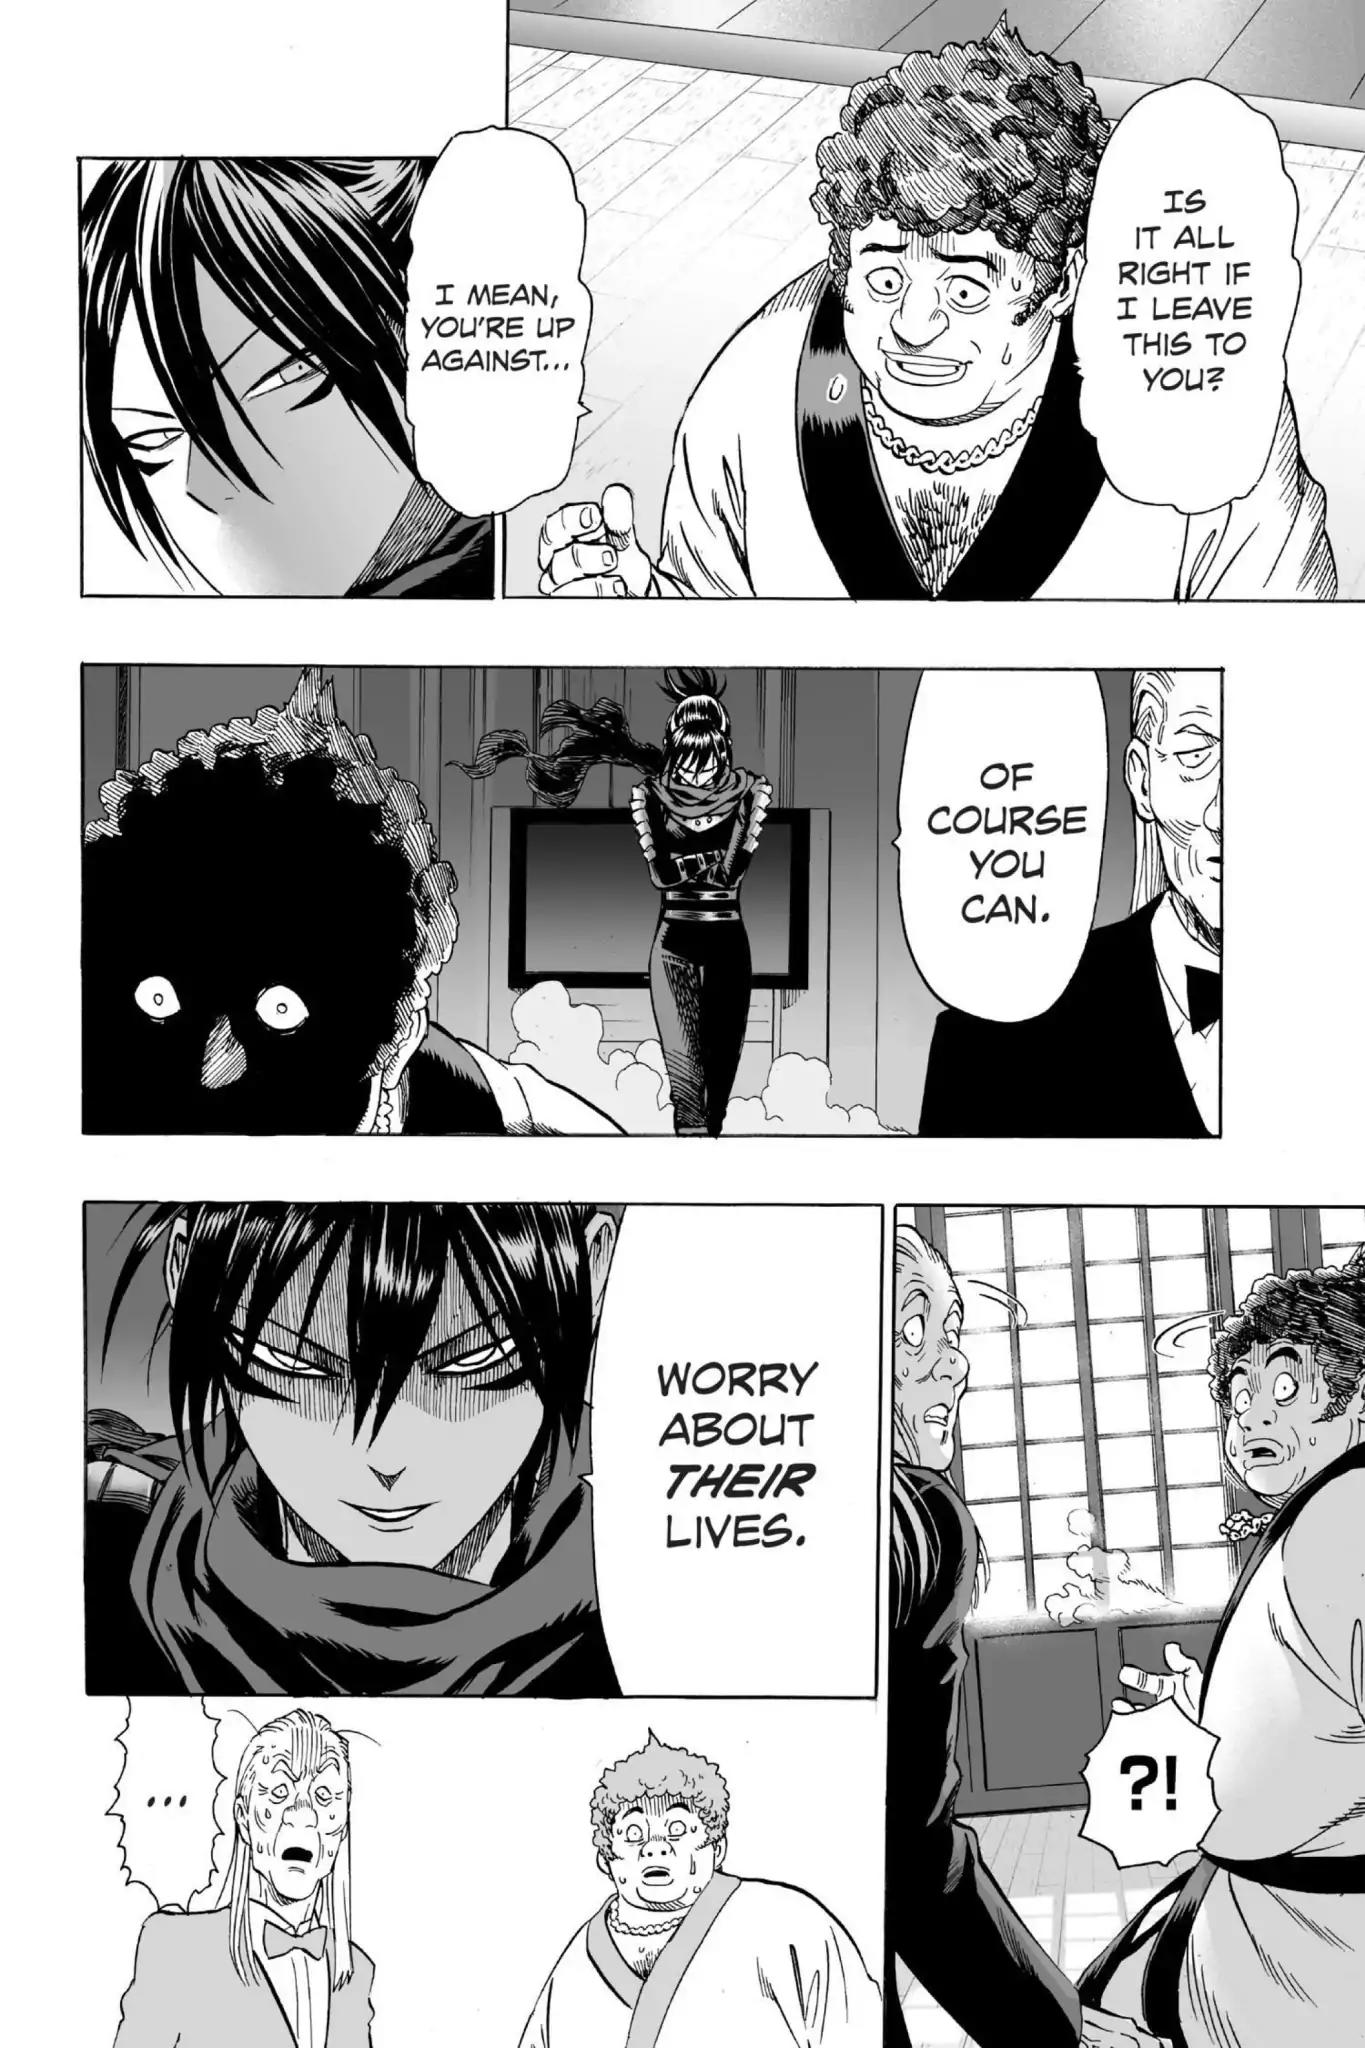 IS
IT ALL
RIGHT IF
I LEAVE
THIS TO
YOU?
I MEAN,
YOU'RE UP
AGAINST...
OF
COURSE
YOU
CAN.
?!
WORRY
ABOUT
THEIR
LIVES.
...